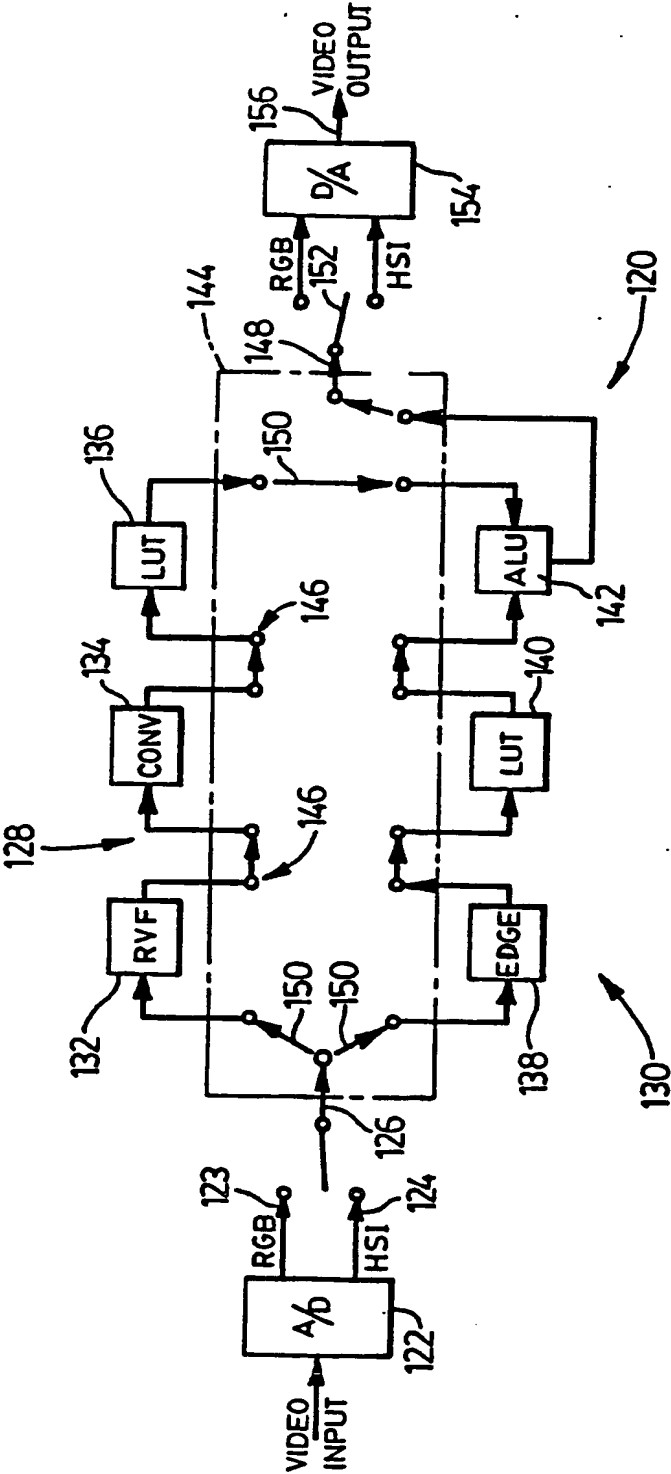 VIDEO
INPUT
A/D
122
RGB
123
HSI
124
126
128
132
RVF
134
CONV
136
LUT
144
150
150
146
146
150
148
152
RGB
HSI
D/A
154
156
VIDEO
OUTPUT
EDGE
138
LUT
140
ALU
142
130
120